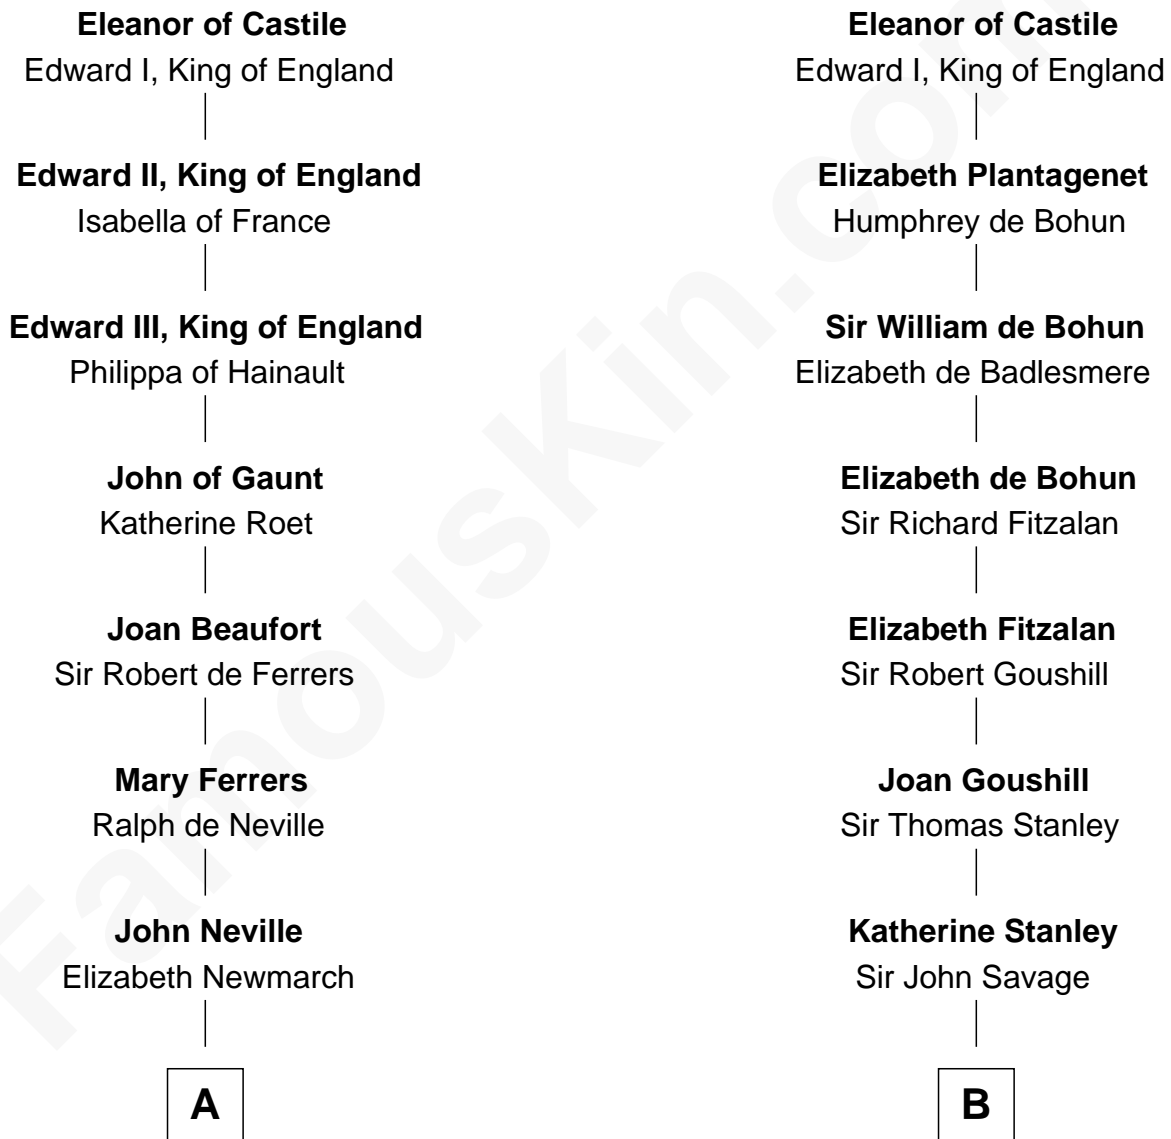 Eleanor of Castile
Edward I, King of England
Edward II, King of England
Isabella of France
Edward III, King of England
Philippa of Hainault
John of Gaunt
Katherine Roet
Joan Beaufort
Sir Robert de Ferrers
Mary Ferrers
Ralph de Neville
John Neville
Elizabeth Newmarch
A
Eleanor of Castile
Edward I, King of England
Elizabeth Plantagenet
Humphrey de Bohun
Sir William de Bohun
Elizabeth de Badlesmere
Elizabeth de Bohun
Sir Richard Fitzalan
Elizabeth Fitzalan
Sir Robert Goushill
Joan Goushill
Sir Thomas Stanley
Katherine Stanley
Sir John Savage
B
FamousKin.com